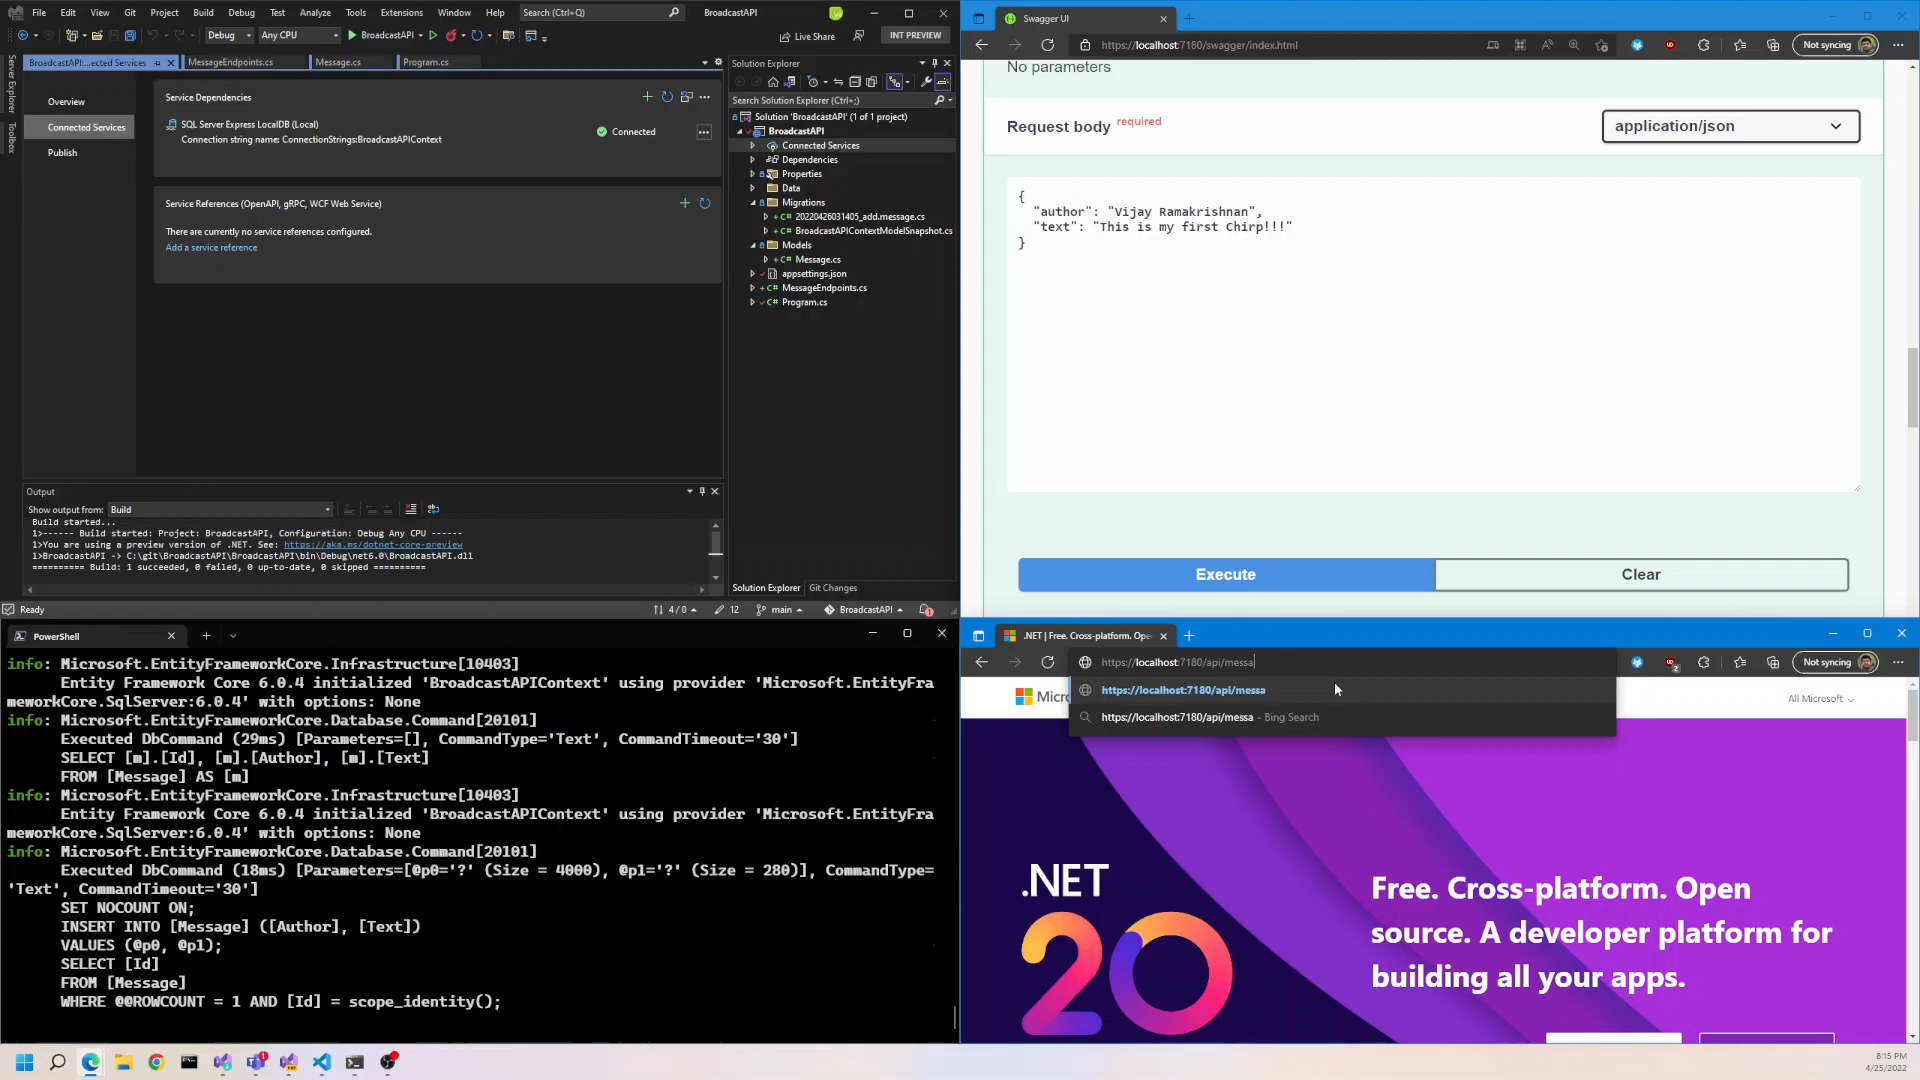 File Edit View Git Project Build Debug Test Analyze Tools Extensions Window Help Search (Ctrl+Q) BroadcastAPI
Debug Any CPU BroadcastAPI Live Share INT PREVIEW
Server Explorer
Toolbox
BroadcastAPI:...ected Services MessageEndpoints.cs Message.cs Program.cs
Overview
Connected Services
Publish
Service Dependencies
SQL Server Express LocalDB (Local)
Connection string name: ConnectionStrings:BroadcastAPIContext
Connected
Service References (OpenAPI, gRPC, WCF Web Service)
There are currently no service references configured.
Add a service reference
Solution Explorer
Search Solution Explorer (Ctrl+;)
Solution 'BroadcastAPI' (1 of 1 project)
BroadcastAPI
Connected Services
Dependencies
Properties
Data
Migrations
20220426031405_add.message.cs
BroadcastAPIContextModelSnapshot.cs
Models
Message.cs
appsettings.json
MessageEndpoints.cs
Program.cs
Solution Explorer Git Changes
Output
Show output from: Build
Build started...
1>------ Build started: Project: BroadcastAPI, Configuration: Debug Any CPU ------
1>You are using a preview version of .NET. See: https://aka.ms/dotnet-core-preview
1>BroadcastAPI -> C:\git\BroadcastAPI\BroadcastAPI\bin\Debug\net6.0\BroadcastAPI.dll
========== Build: 1 succeeded, 0 failed, 0 up-to-date, 0 skipped ==========
Ready 4 / 0 12 main BroadcastAPI 1
Swagger UI
https://localhost:7180/swagger/index.html Not syncing
No parameters
Request body required application/json
{
"author": "Vijay Ramakrishnan",
"text": "This is my first Chirp!!!"
}
Execute Clear
PowerShell
info: Microsoft.EntityFrameworkCore.Infrastructure[10403]
Entity Framework Core 6.0.4 initialized 'BroadcastAPIContext' using provider 'Microsoft.EntityFra
meworkCore.SqlServer:6.0.4' with options: None
info: Microsoft.EntityFrameworkCore.Database.Command[20101]
Executed DbCommand (29ms) [Parameters=[], CommandType='Text', CommandTimeout='30']
SELECT [m].[Id], [m].[Author], [m].[Text]
FROM [Message] AS [m]
info: Microsoft.EntityFrameworkCore.Infrastructure[10403]
Entity Framework Core 6.0.4 initialized 'BroadcastAPIContext' using provider 'Microsoft.EntityFra
meworkCore.SqlServer:6.0.4' with options: None
info: Microsoft.EntityFrameworkCore.Database.Command[20101]
Executed DbCommand (18ms) [Parameters=[@p0='?' (Size = 4000), @p1='?' (Size = 280)], CommandType=
'Text', CommandTimeout='30']
SET NOCOUNT ON;
INSERT INTO [Message] ([Author], [Text])
VALUES (@p0, @p1);
SELECT [Id]
FROM [Message]
WHERE @@ROWCOUNT = 1 AND [Id] = scope_identity();
.NET | Free. Cross-platform. Ope
https://localhost:7180/api/messa Not syncing
https://localhost:7180/api/messa
https://localhost:7180/api/messa - Bing Search
Micro All Microsoft
.NET
20
Free. Cross-platform. Open
source. A developer platform for
building all your apps.
8:15 PM
4/25/2022